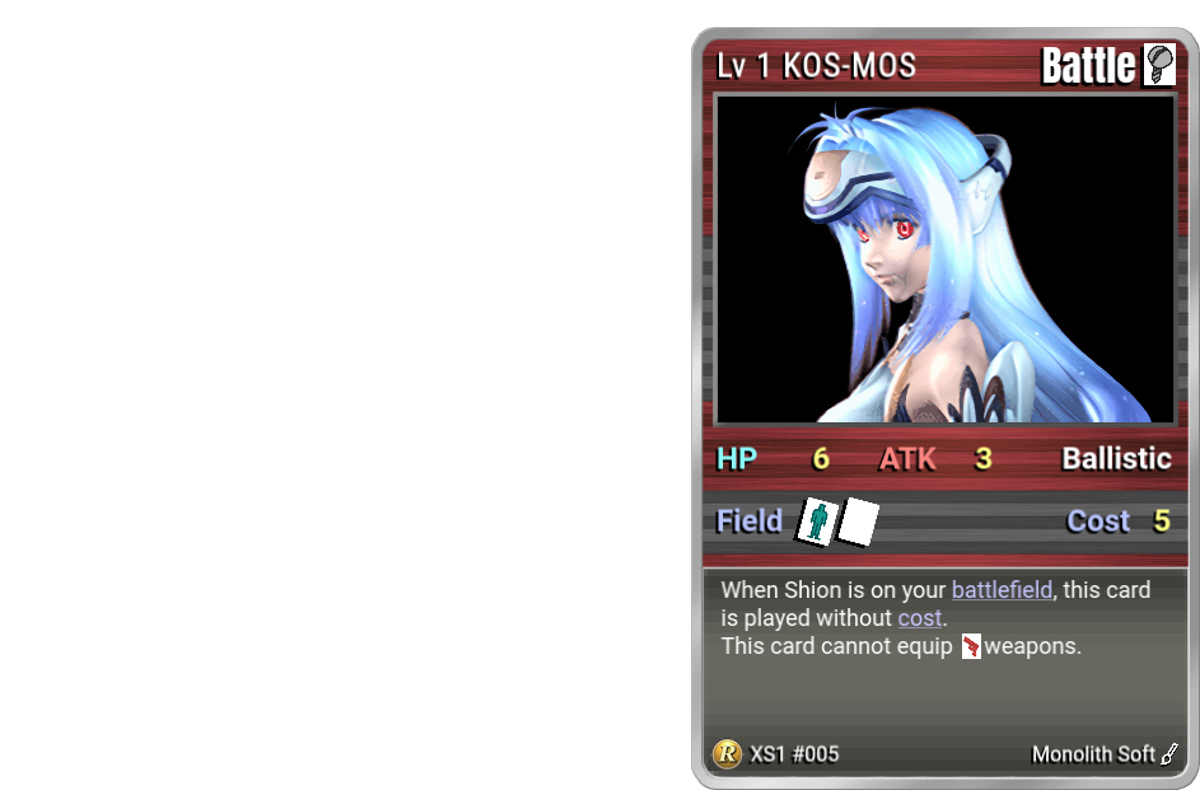 Lv 1 KOS-MOS Battle
HP 6 ATK 3 Ballistic
Field Cost 5
When Shion is on your battlefield, this card
is played without cost.
This card cannot equip weapons.
R XS1 #005 Monolith Soft